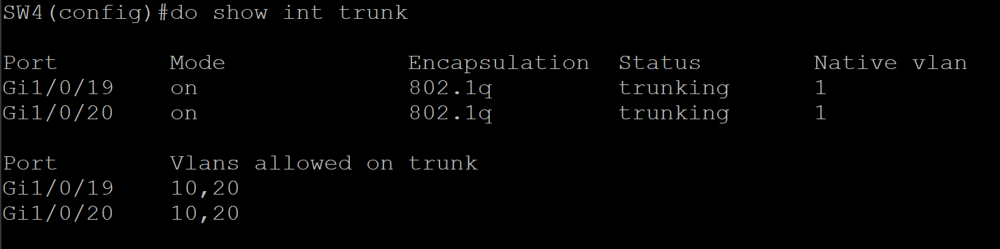 SW4(config)#do show int trunk
Port Mode Encapsulation Status Native vlan
Gi1/0/19 on 802.1q trunking 1
Gi1/0/20 on 802.1q trunking 1
Port Vlans allowed on trunk
Gi1/0/19 10,20
Gi1/0/20 10,20